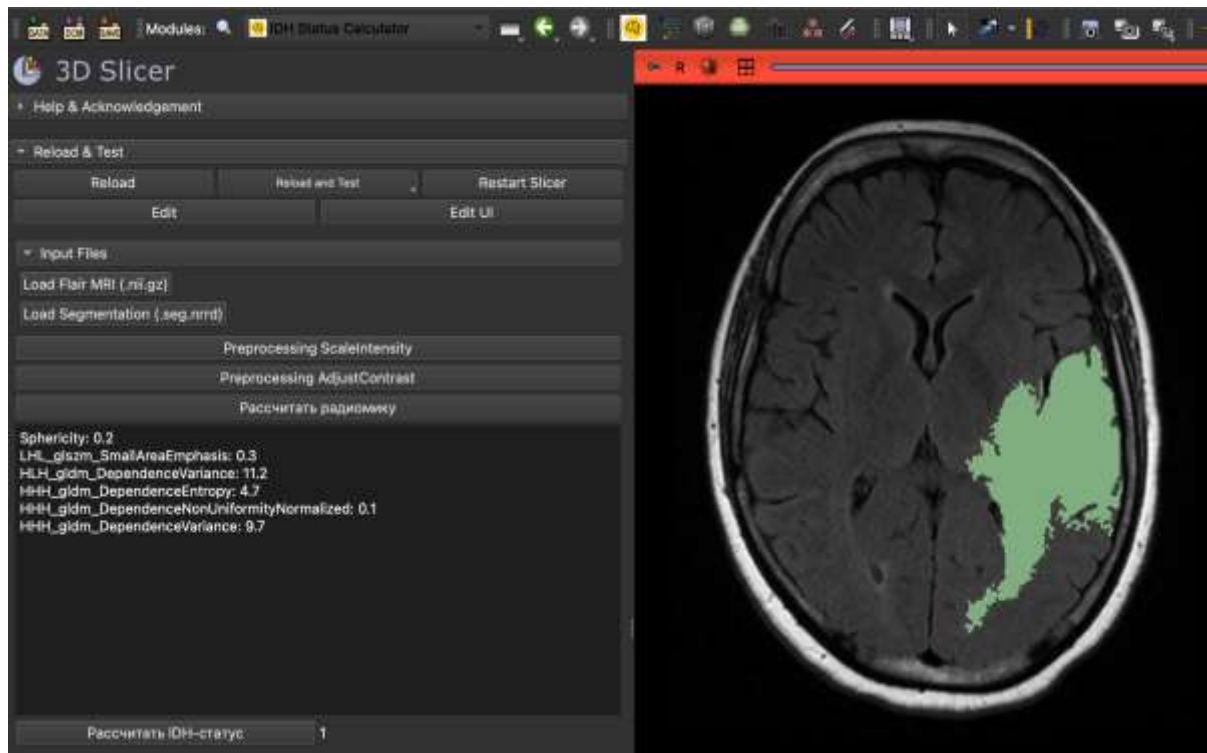 DATA DCM SAVE Modules: IDH Status Calculator
3D Slicer
R
Help & Acknowledgement
Reload & Test
Reload Reload and Test Restart Slicer
Edit Edit UI
Input Files
Load Flair MRI (.nii.gz)
Load Segmentation (.seg.nrrd)
Preprocessing ScaleIntensity
Preprocessing AdjustContrast
Рассчитать радиомику
Sphericity: 0.2
LHL_glszm_SmallAreaEmphasis: 0.3
HLH_gldm_DependenceVariance: 11.2
HHH_gldm_DependenceEntropy: 4.7
HHH_gldm_DependenceNonUniformityNormalized: 0.1
HHH_gldm_DependenceVariance: 9.7
Рассчитать IDH-статус 1